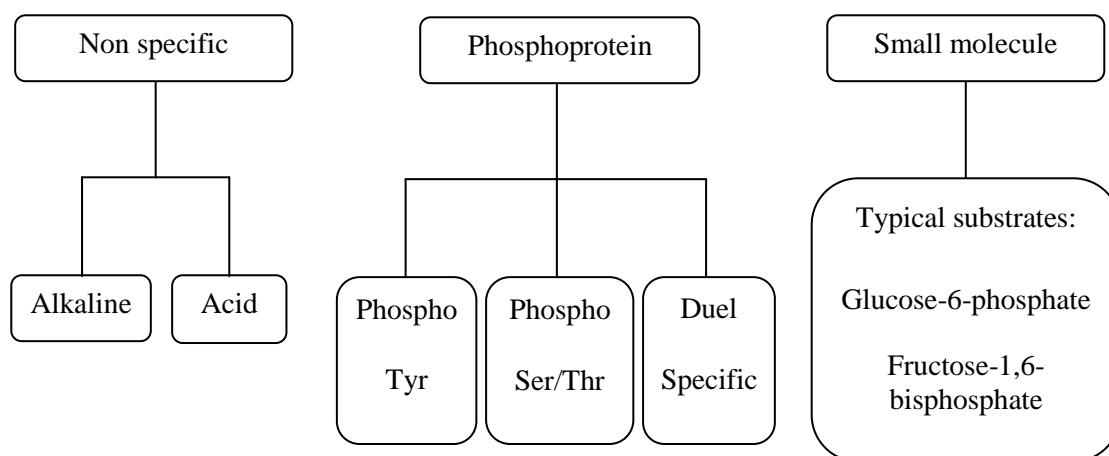 Non specific
Phosphoprotein
Small molecule
Alkaline
Acid
Phospho
Tyr
Phospho
Ser/Thr
Duel
Specific
Typical substrates:
Glucose-6-phosphate
Fructose-1,6-
bisphosphate